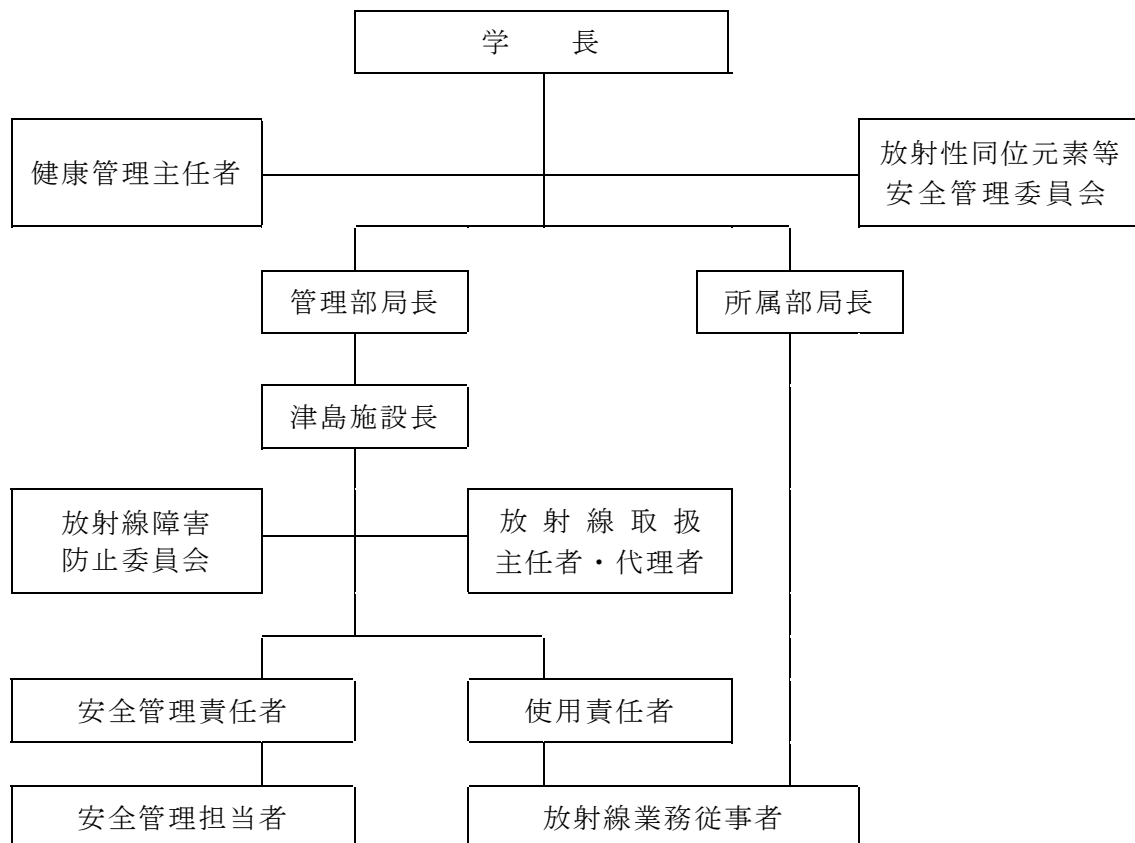 学　　長
健康管理主任者
放射性同位元素等
安全管理委員会
管理部局長
所属部局長
津島施設長
放射線障害
防止委員会
放射線取扱
主任者・代理者
安全管理責任者
使用責任者
安全管理担当者
放射線業務従事者